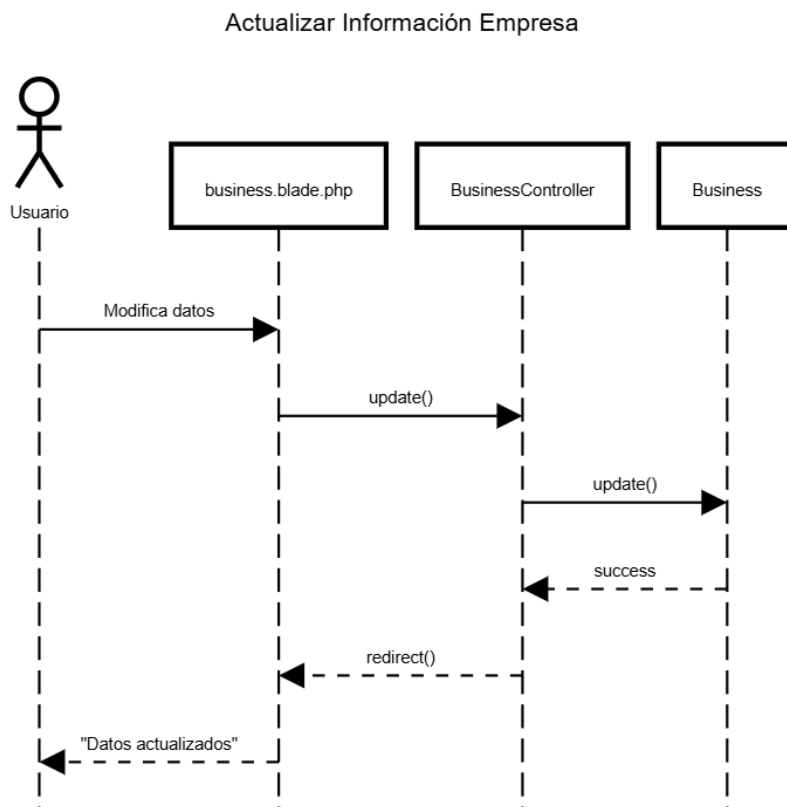 Actualizar Información Empresa
Usuario
business.blade.php
BusinessController
Business
Modifica datos
update()
update()
success
redirect()
"Datos actualizados"